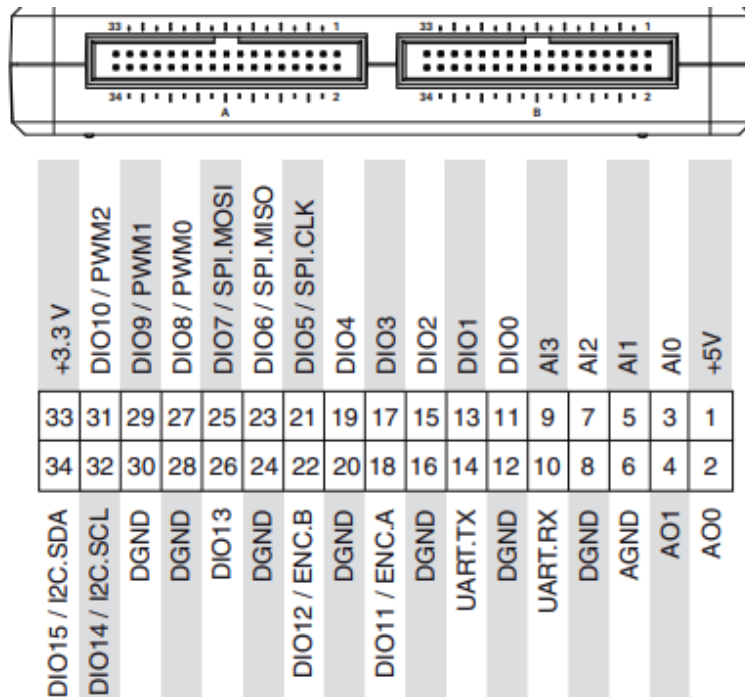 33 1 33 1
34 2 34 2
A B
+3.3 V
DIO10 / PWM2
DIO9 / PWM1
DIO8 / PWM0
DIO7 / SPI.MOSI
DIO6 / SPI.MISO
DIO5 / SPI.CLK
DIO4
DIO3
DIO2
DIO1
DIO0
AI3
AI2
AI1
AI0
+5V
33 31 29 27 25 23 21 19 17 15 13 11 9 7 5 3 1
34 32 30 28 26 24 22 20 18 16 14 12 10 8 6 4 2
DIO15 / I2C.SDA
DIO14 / I2C.SCL
DGND
DGND
DIO13
DGND
DIO12 / ENC.B
DGND
DIO11 / ENC.A
DGND
UART.TX
DGND
UART.RX
DGND
AGND
AO1
AO0